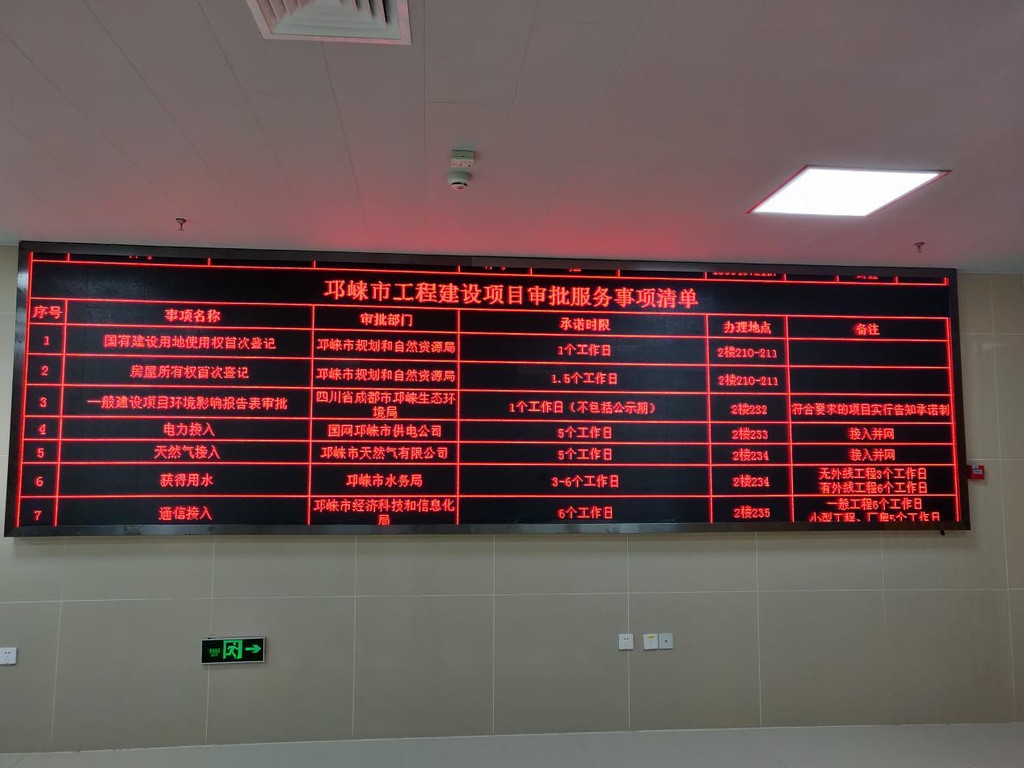 邛崃市工程建设项目审批服务事项清单
序号 事项名称 审批部门 承诺时限 办理地点 备注
1 国有建设用地使用权首次登记 邛崃市规划和自然资源局 1个工作日 2楼210-211
2 房屋所有权首次登记 邛崃市规划和自然资源局 1.5个工作日 2楼210-211
3 一般建设项目环境影响报告表审批 四川省成都市邛崃生态环境局 1个工作日（不包括公示期） 2楼232 符合要求的项目实行告知承诺制
4 电力接入 国网邛崃市供电公司 5个工作日 2楼233 接入并网
5 天然气接入 邛崃市天然气有限公司 5个工作日 2楼234 接入并网
6 获得用水 邛崃市水务局 3-6个工作日 2楼234 无外线工程3个工作日
有外线工程6个工作日
7 通信接入 邛崃市经济科技和信息化局 6个工作日 2楼235 一般工程6个工作日
小型工程、厂房5个工作日